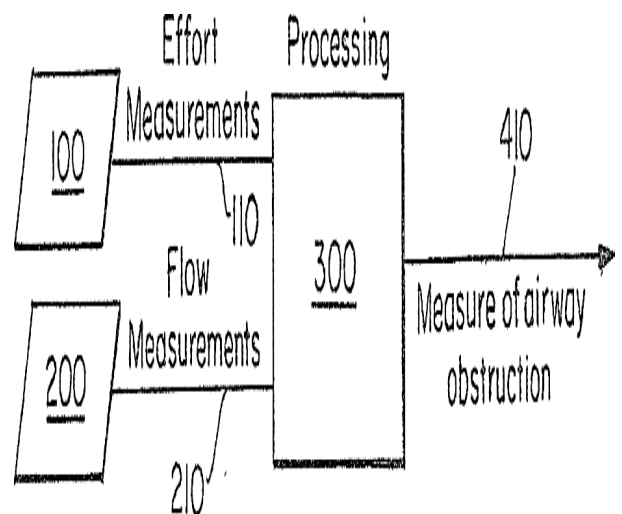 Effort
Measurements
Processing
100
110
410
Flow
Measurements
300
200
210
Measure of airway
obstruction